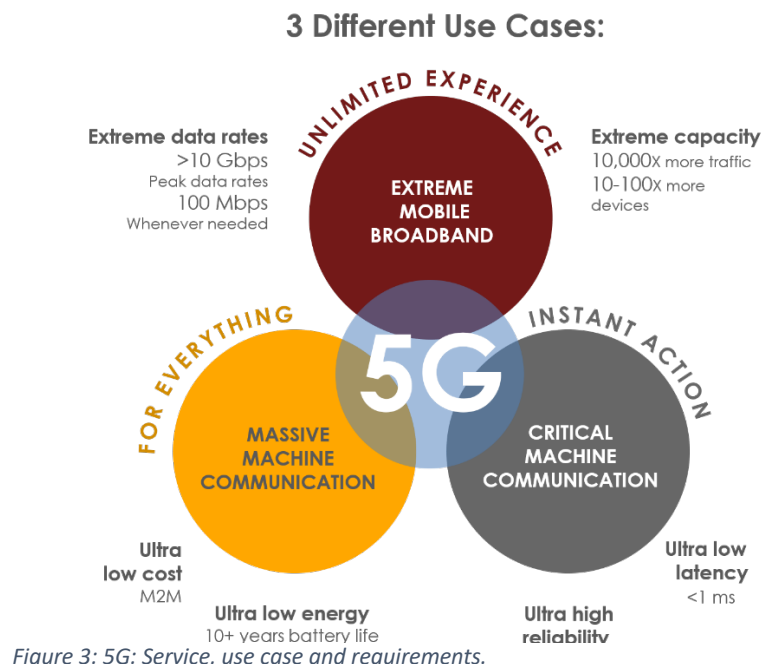 3 Different Use Cases:
UNLIMITED EXPERIENCE
Extreme data rates
>10 Gbps
Peak data rates
100 Mbps
Whenever needed
EXTREME
MOBILE
BROADBAND
Extreme capacity
10,000X more traffic
10-100X more
devices
FOR EVERYTHING
5G
INSTANT ACTION
MASSIVE
MACHINE
COMMUNICATION
CRITICAL
MACHINE
COMMUNICATION
Ultra
low cost
M2M
Ultra low energy
10+ years battery life
Ultra high
reliability
Ultra low
latency
<1 ms
Figure 3: 5G: Service, use case and requirements.